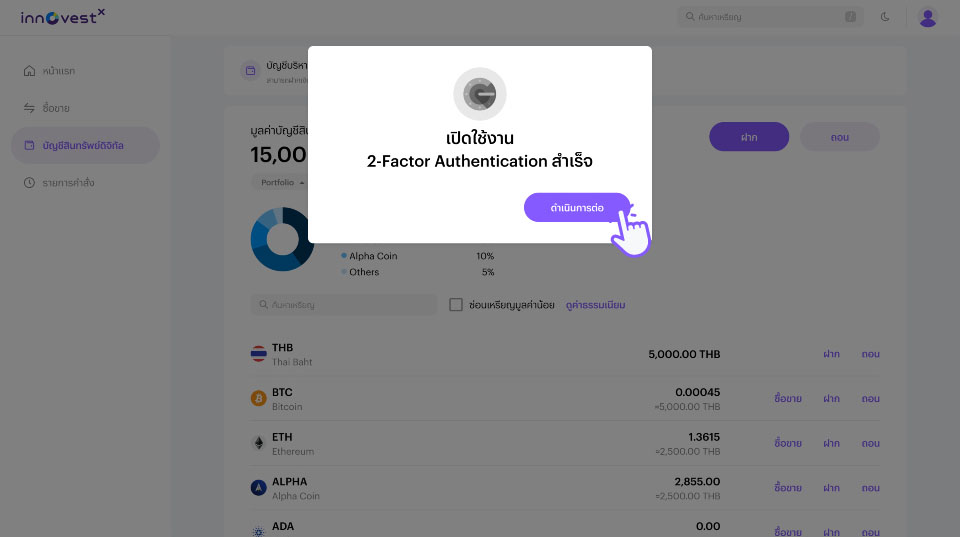 innovestx
ค้นหาเหรียญ
/
หน้าแรก
ซื้อขาย
บัญชีสินทรัพย์ดิจิทัล
รายการคำสั่ง
บัญชีบริหา
เปิดใช้งาน
2-Factor Authentication สำเร็จ
ดำเนินการต่อ
มูลค่าบัญชีสิน
15,00
ฝาก
ถอน
Portfolio
Alpha Coin 10%
Others 5%
ค้นหาเหรียญ
ซ่อนเหรียญมูลค่าน้อย
ดูค่าธรรมเนียม
THB 5,000.00 THB ฝาก ถอน
Thai Baht
BTC 0.00045 ซื้อขาย ฝาก ถอน
Bitcoin ≈5,000.00 THB
ETH 1.3615 ซื้อขาย ฝาก ถอน
Ethereum ≈2,500.00 THB
ALPHA 2,855.00 ซื้อขาย ฝาก ถอน
Alpha Coin ≈2,500.00 THB
ADA 0.00 ซื้อขาย ฝาก ถอน